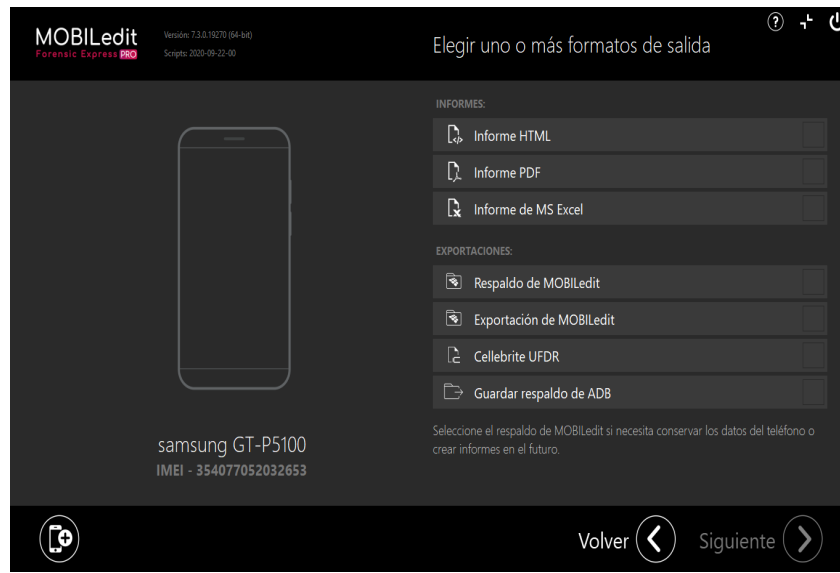 MOBILedit
Forensic Express PRO
Versión: 7.3.0.19270 (64-bit)
Scripts: 2020-09-22-00
Elegir uno o más formatos de salida
INFORMES:
Informe HTML
Informe PDF
Informe de MS Excel
EXPORTACIONES:
Respaldo de MOBILedit
Exportación de MOBILedit
Cellebrite UFDR
Guardar respaldo de ADB
Seleccione el respaldo de MOBILedit si necesita conservar los datos del teléfono o
crear informes en el futuro.
samsung GT-P5100
IMEI - 354077052032653
Volver
Siguiente